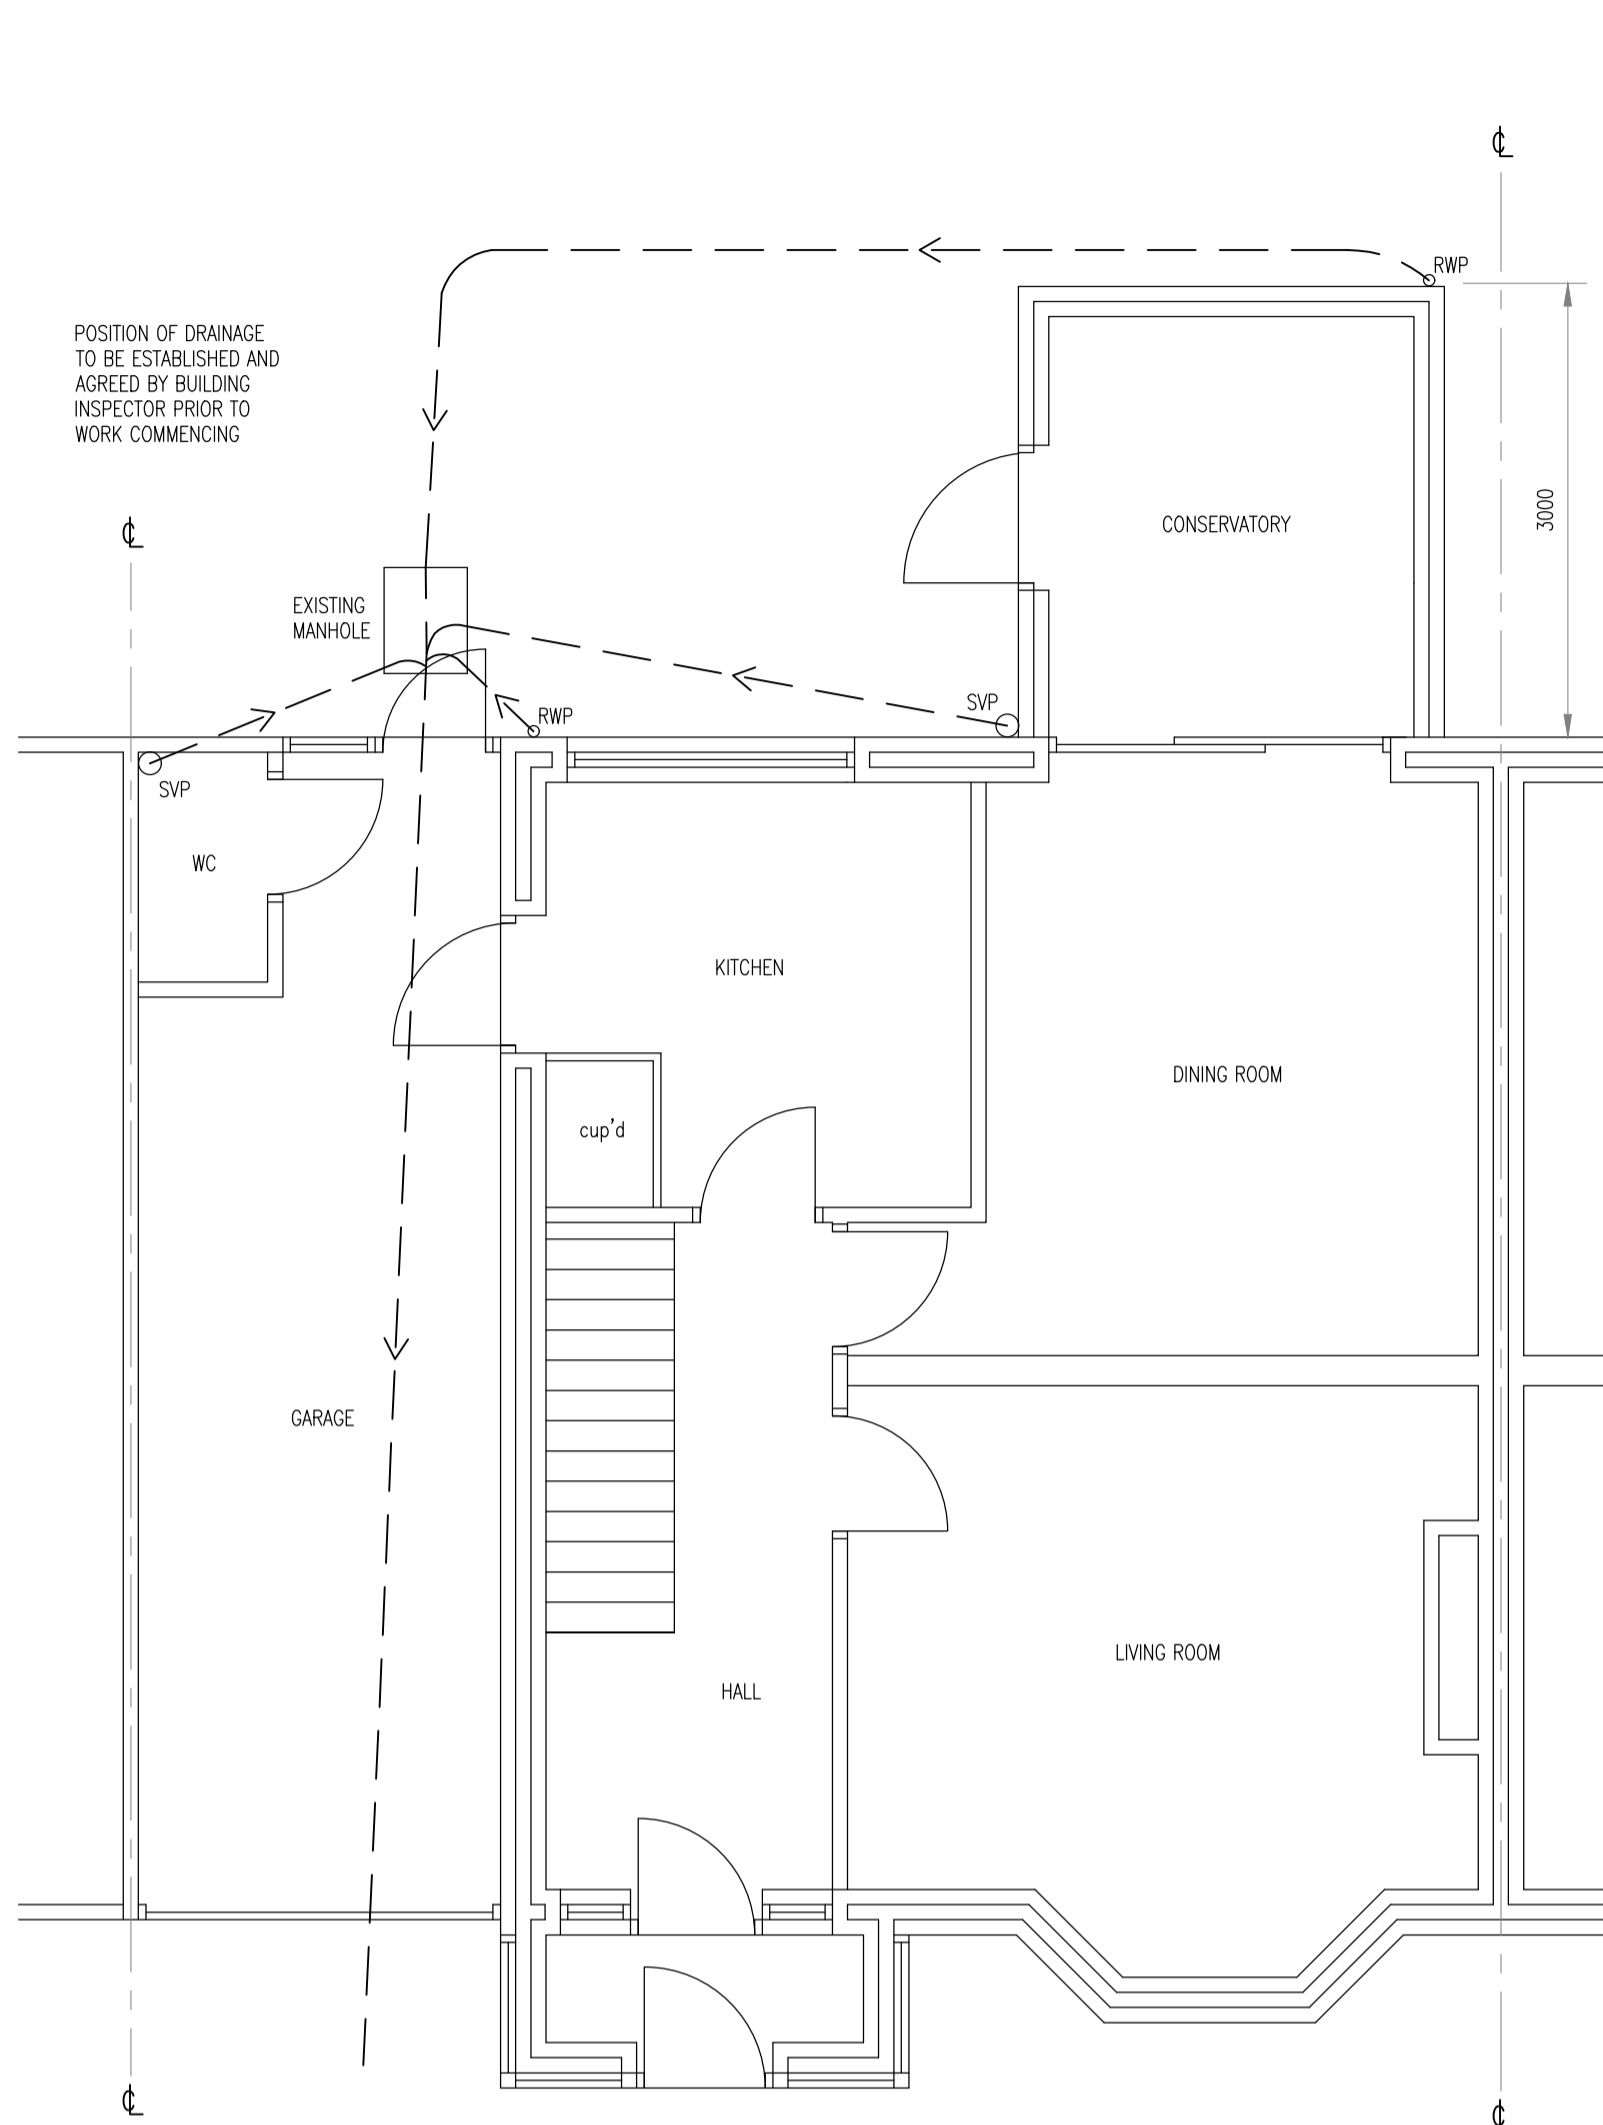 ℄
RWP
POSITION OF DRAINAGE
TO BE ESTABLISHED AND
AGREED BY BUILDING
INSPECTOR PRIOR TO
WORK COMMENCING
3000
CONSERVATORY
℄
EXISTING
MANHOLE
SVP
RWP
SVP
WC
KITCHEN
DINING ROOM
cup'd
GARAGE
LIVING ROOM
HALL
℄
℄